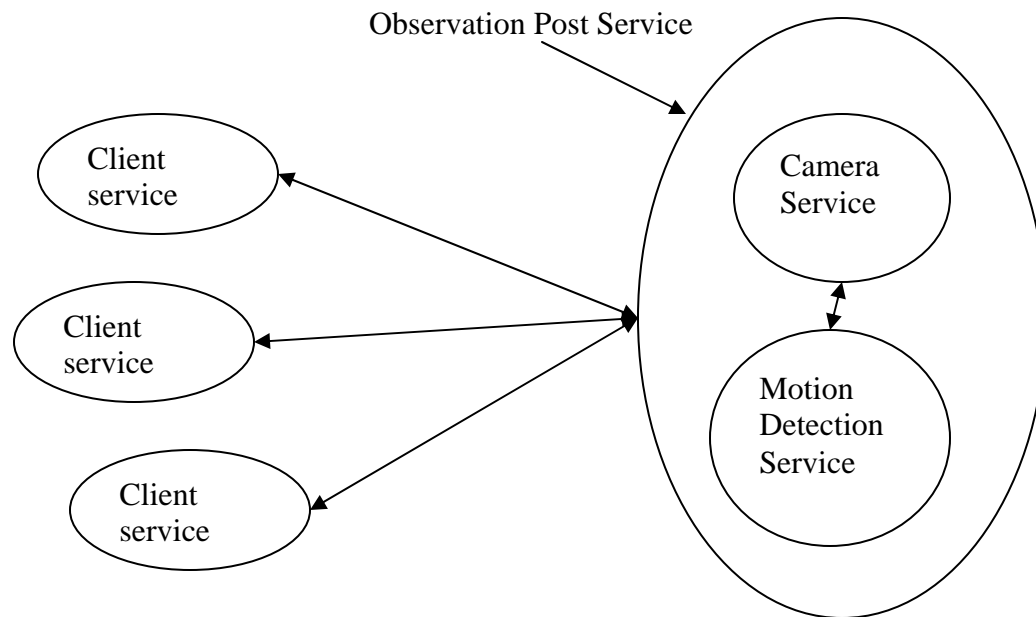 Observation Post Service
Client
service
Camera
Service
Client
service
Motion
Detection
Service
Client
service